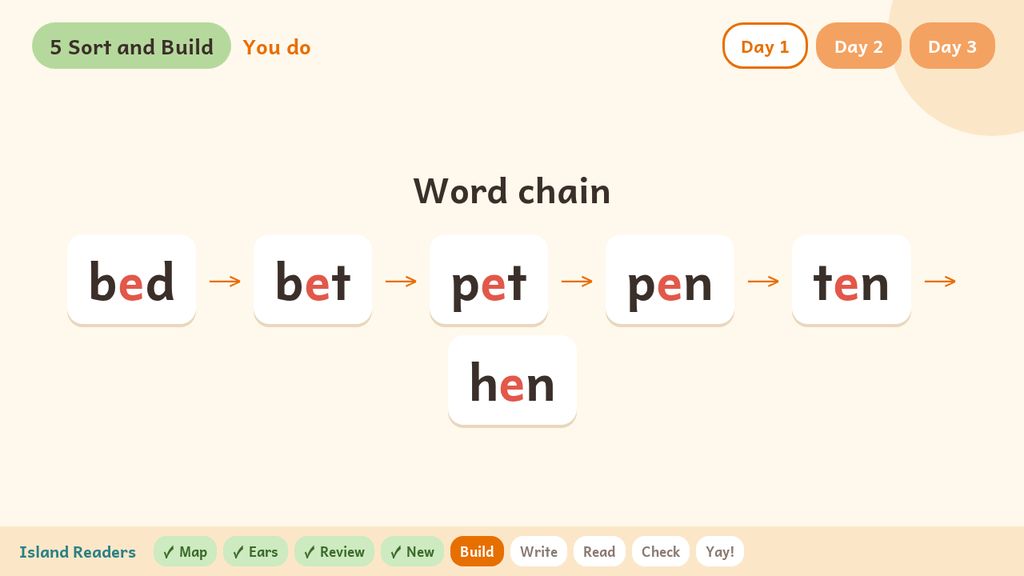 5 Sort and Build You do Day 1 Day 2 Day 3
Word chain
bed → bet → pet → pen → ten →
hen
Island Readers ✓ Map ✓ Ears ✓ Review ✓ New Build Write Read Check Yay!